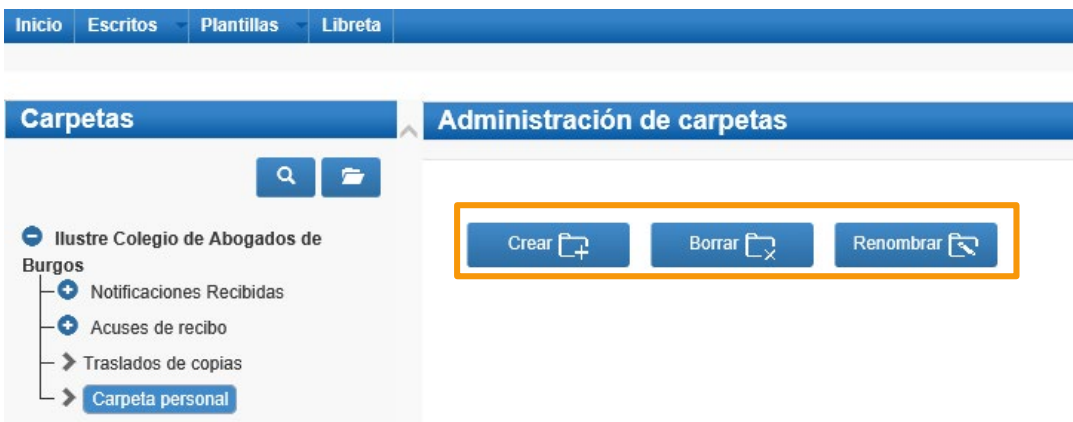 Inicio Escritos Plantillas Libreta
Carpetas
Administración de carpetas
Crear Borrar Renombrar
Ilustre Colegio de Abogados de
Burgos
Notificaciones Recibidas
Acuses de recibo
Traslados de copias
Carpeta personal